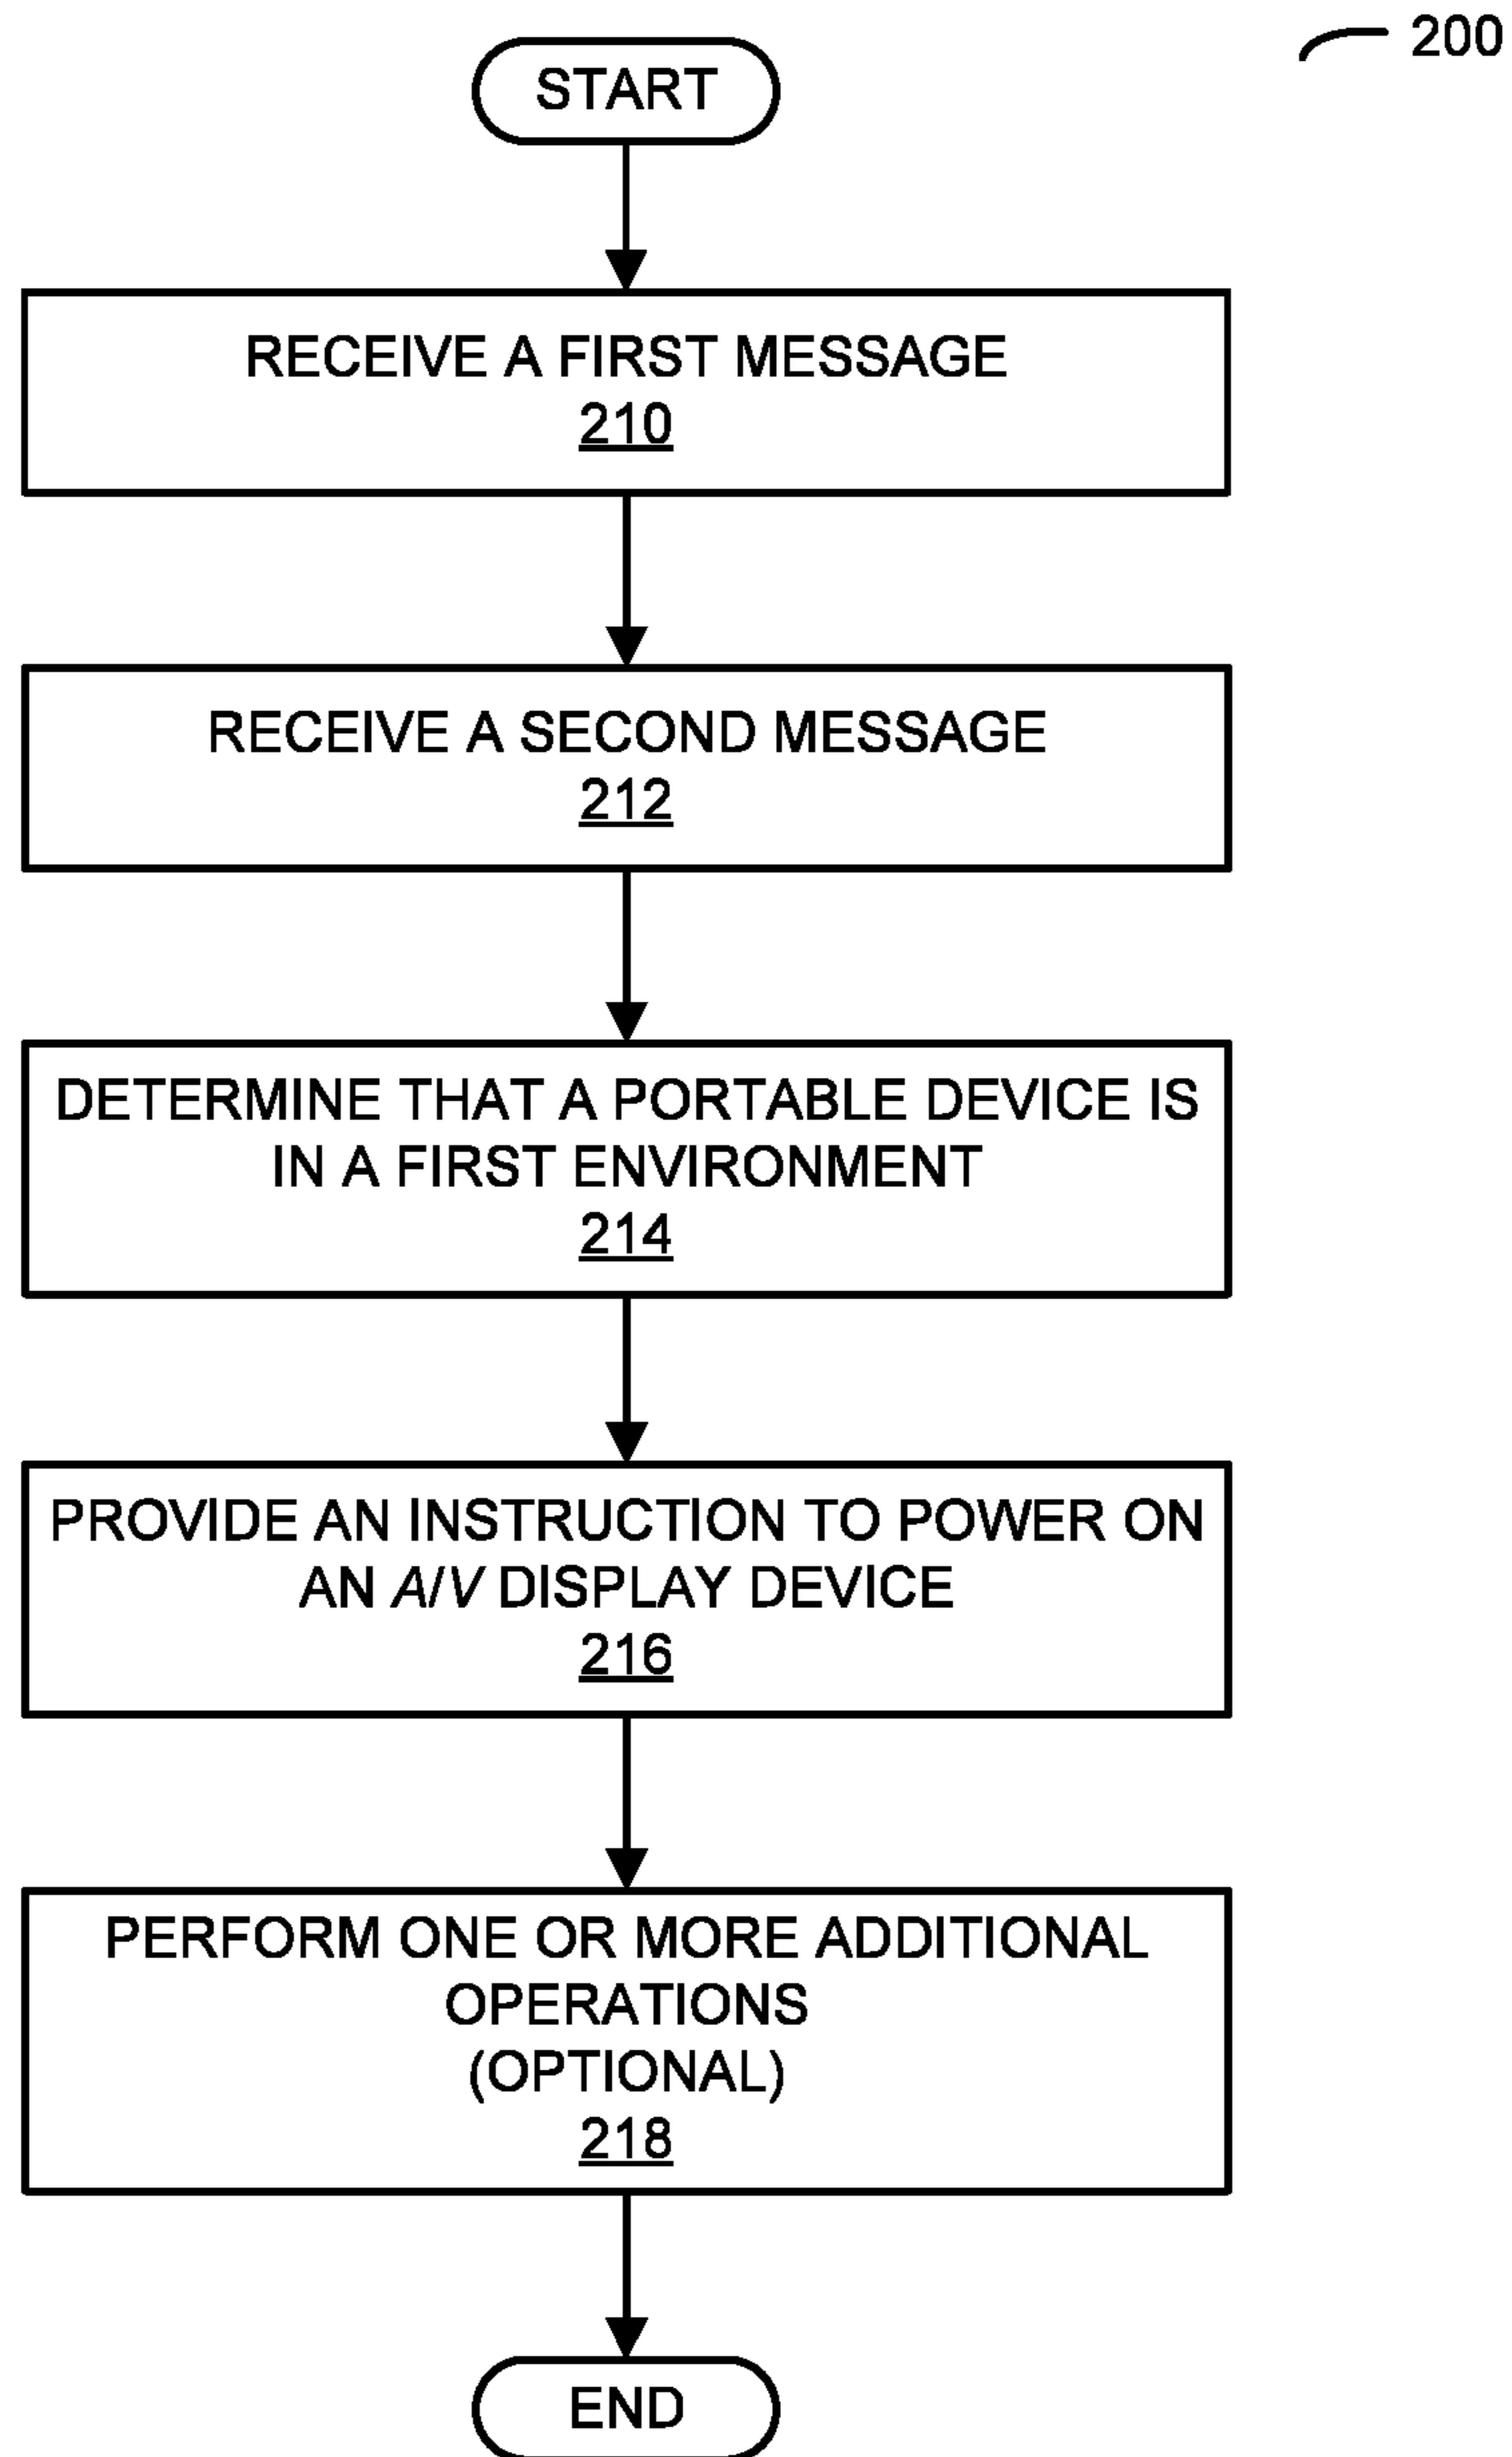 200
START
RECEIVE A FIRST MESSAGE
210
RECEIVE A SECOND MESSAGE
212
DETERMINE THAT A PORTABLE DEVICE IS
IN A FIRST ENVIRONMENT
214
PROVIDE AN INSTRUCTION TO POWER ON
AN A/V DISPLAY DEVICE
216
PERFORM ONE OR MORE ADDITIONAL
OPERATIONS
(OPTIONAL)
218
END